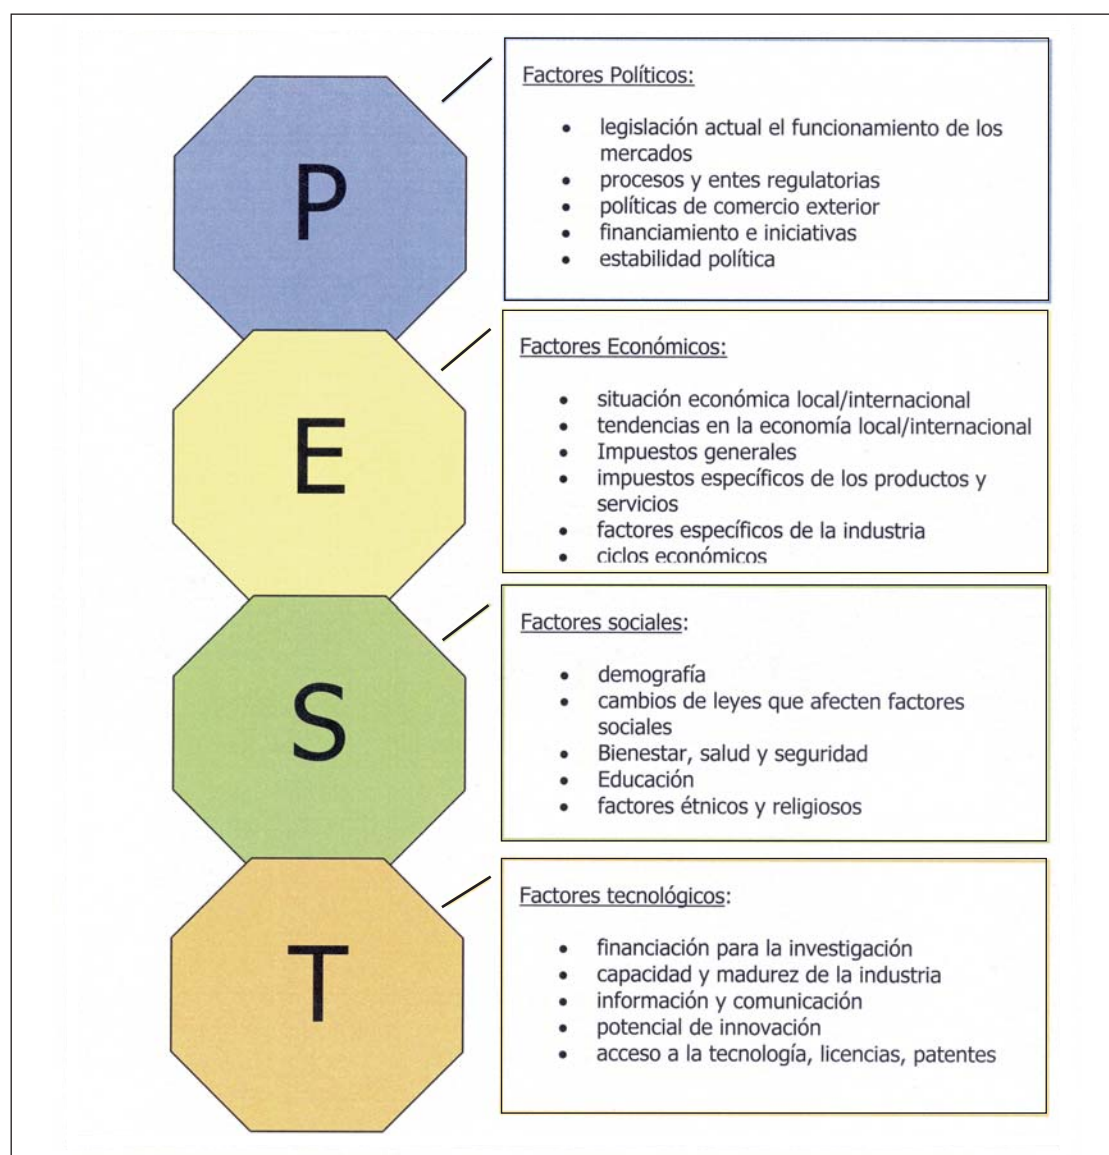 P
Factores Políticos:
• legislación actual el funcionamiento de los
mercados
• procesos y entes regulatorias
• políticas de comercio exterior
• financiamiento e iniciativas
• estabilidad política
E
Factores Económicos:
• situación económica local/internacional
• tendencias en la economía local/internacional
• Impuestos generales
• impuestos específicos de los productos y
servicios
• factores específicos de la industria
• ciclos económicos
S
Factores sociales:
• demografía
• cambios de leyes que afecten factores
sociales
• Bienestar, salud y seguridad
• Educación
• factores étnicos y religiosos
T
Factores tecnológicos:
• financiación para la investigación
• capacidad y madurez de la industria
• información y comunicación
• potencial de innovación
• acceso a la tecnología, licencias, patentes